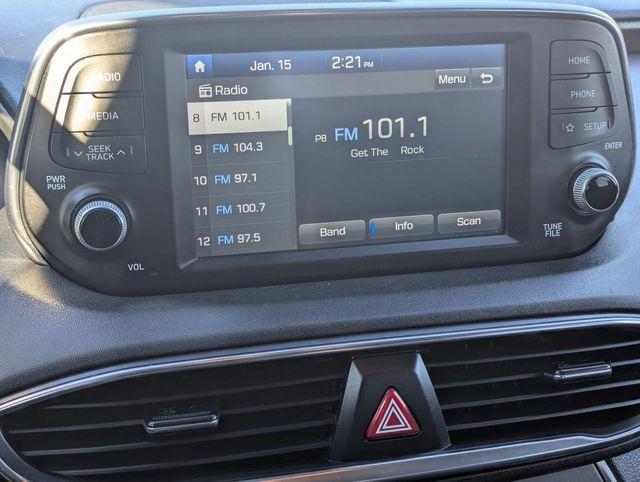 RADIO
MEDIA
SEEK
TRACK
PWR
PUSH
VOL
Jan. 15 2:21 PM
Radio
Menu
8 FM 101.1
9 FM 104.3
10 FM 97.1
11 FM 100.7
12 FM 97.5
P8 FM 101.1
Get The Rock
Band Info Scan
HOME
PHONE
SETUP
ENTER
TUNE
FILE